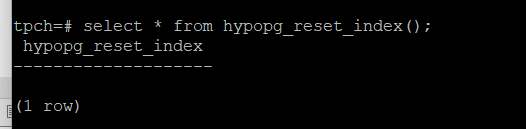 tpch=# select * from hypopg_reset_index();
 hypopg_reset_index
--------------------

(1 row)